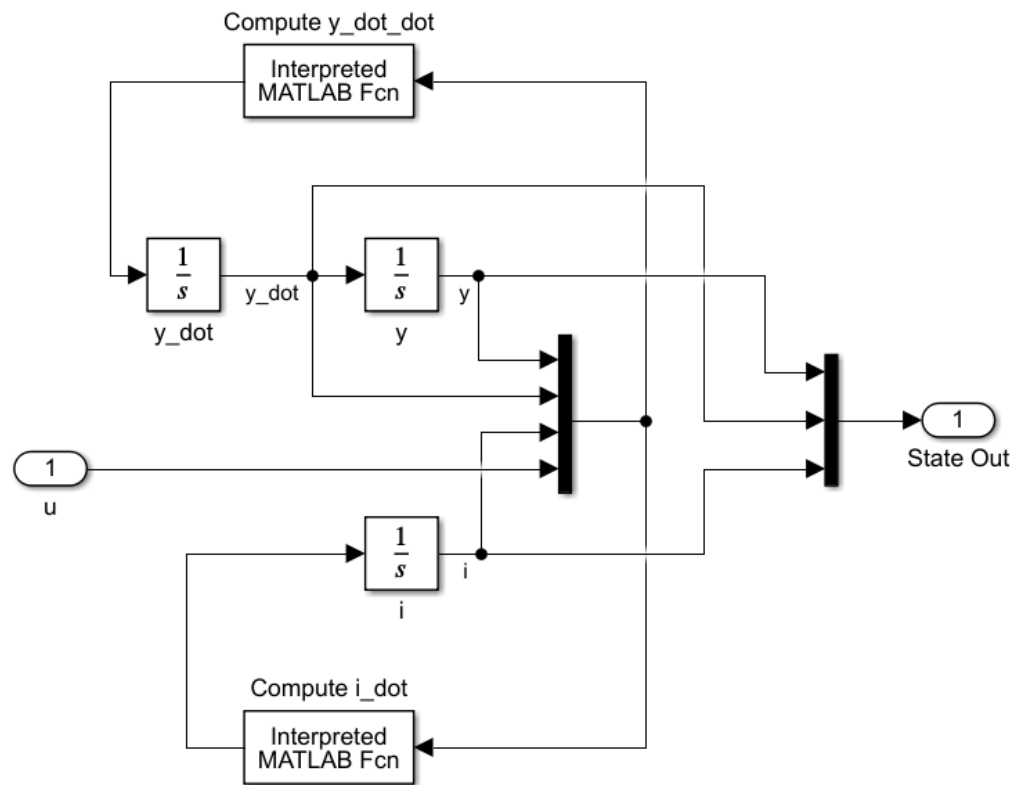 Compute y_dot_dot
Interpreted
MATLAB Fcn
1
s
y_dot
y_dot
1
s
y
y
1
u
1
State Out
1
s
i
i
Compute i_dot
Interpreted
MATLAB Fcn